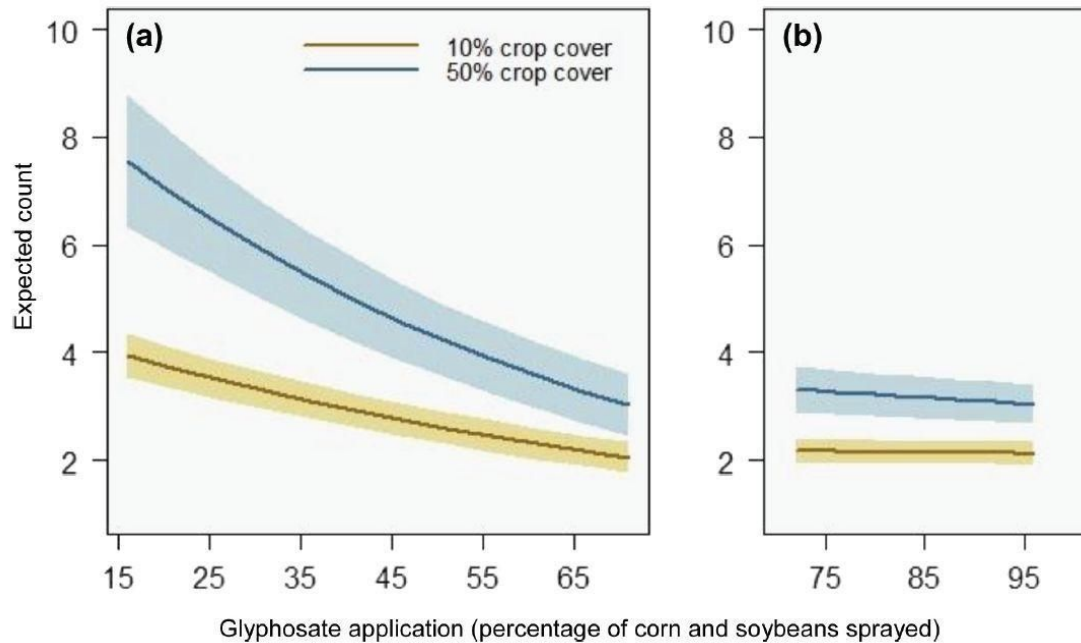 (a)
10% crop cover
50% crop cover
10
8
6
4
2
Expected count
15 25 35 45 55 65
(b)
10
8
6
4
2
75 85 95
Glyphosate application (percentage of corn and soybeans sprayed)